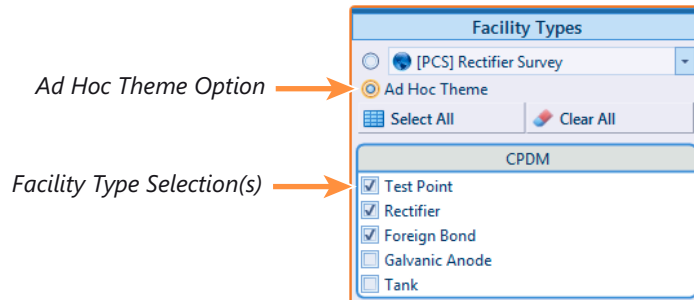 Facility Types
[PCS] Rectifier Survey
Ad Hoc Theme Option
Ad Hoc Theme
Select All Clear All
CPDM
Facility Type Selection(s)
Test Point
Rectifier
Foreign Bond
Galvanic Anode
Tank